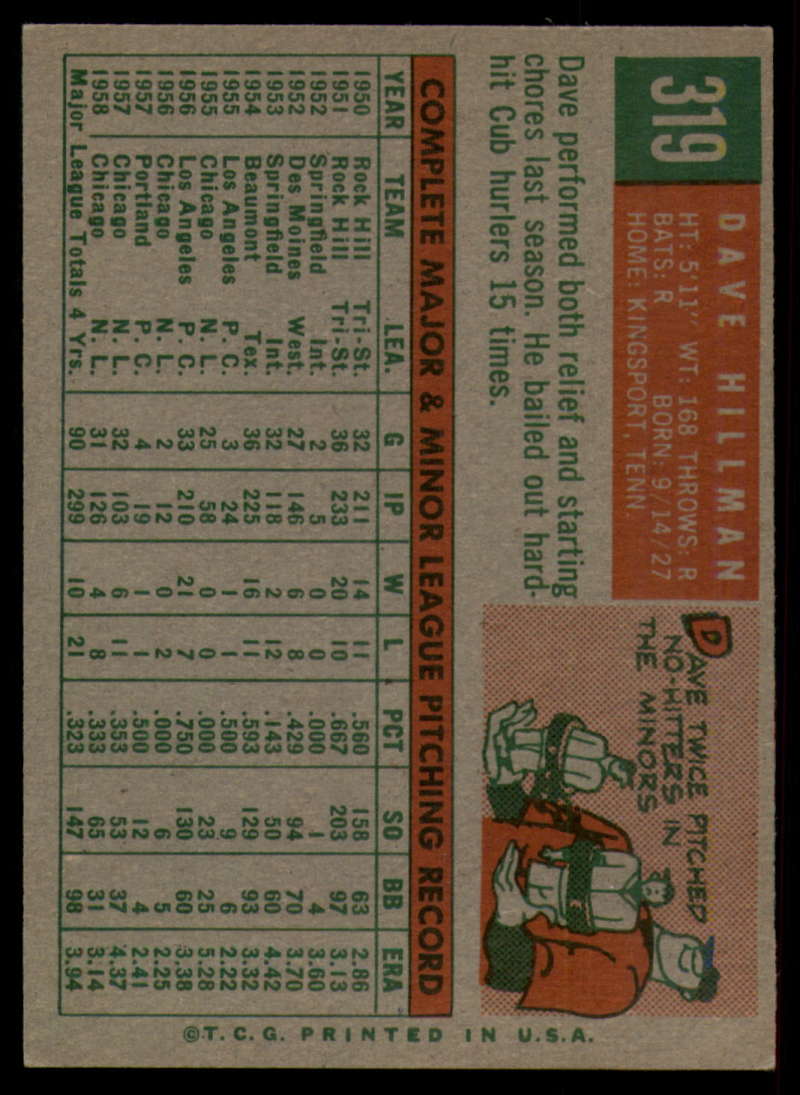 319
DAVE HILLMAN
HT: 5'11" WT: 168 THROWS: R
BATS: R BORN: 9/14/27
HOME: KINGSPORT, TENN.
Dave performed both relief and starting
chores last season. He bailed out hard-
hit Cub hurlers 15 times.
DAVE TWICE PITCHED
NO-HITTERS IN
THE MINORS
COMPLETE MAJOR & MINOR LEAGUE PITCHING RECORD
YEAR TEAM LEA. G IP W L PCT SO BB ERA
1950 Rock Hill Tri-St. 32 211 14 11 .560 158 63 2.86
1951 Rock Hill Tri-St. 36 233 20 10 .667 203 97 3.13
1952 Springfield Int. 2 5 0 0 .000 1 4 3.60
1952 Des Moines West. 27 146 6 8 .429 94 70 3.70
1953 Springfield Int. 32 118 2 12 .143 50 60 4.42
1954 Beaumont Tex. 36 225 16 11 .593 129 93 3.32
1955 Los Angeles P. C. 3 24 1 1 .500 9 6 2.22
1955 Chicago N. L. 25 58 0 0 .000 23 25 5.28
1956 Los Angeles P. C. 33 210 21 7 .750 130 60 3.38
1956 Chicago N. L. 2 12 0 2 .000 6 5 2.25
1957 Portland P. C. 4 19 1 1 .500 12 4 2.41
1957 Chicago N. L. 32 103 6 11 .353 53 37 4.37
1958 Chicago N. L. 31 126 4 8 .333 65 31 3.14
Major League Totals 4 Yrs. 90 299 10 21 .323 147 98 3.94
©T. C. G. PRINTED IN U.S.A.